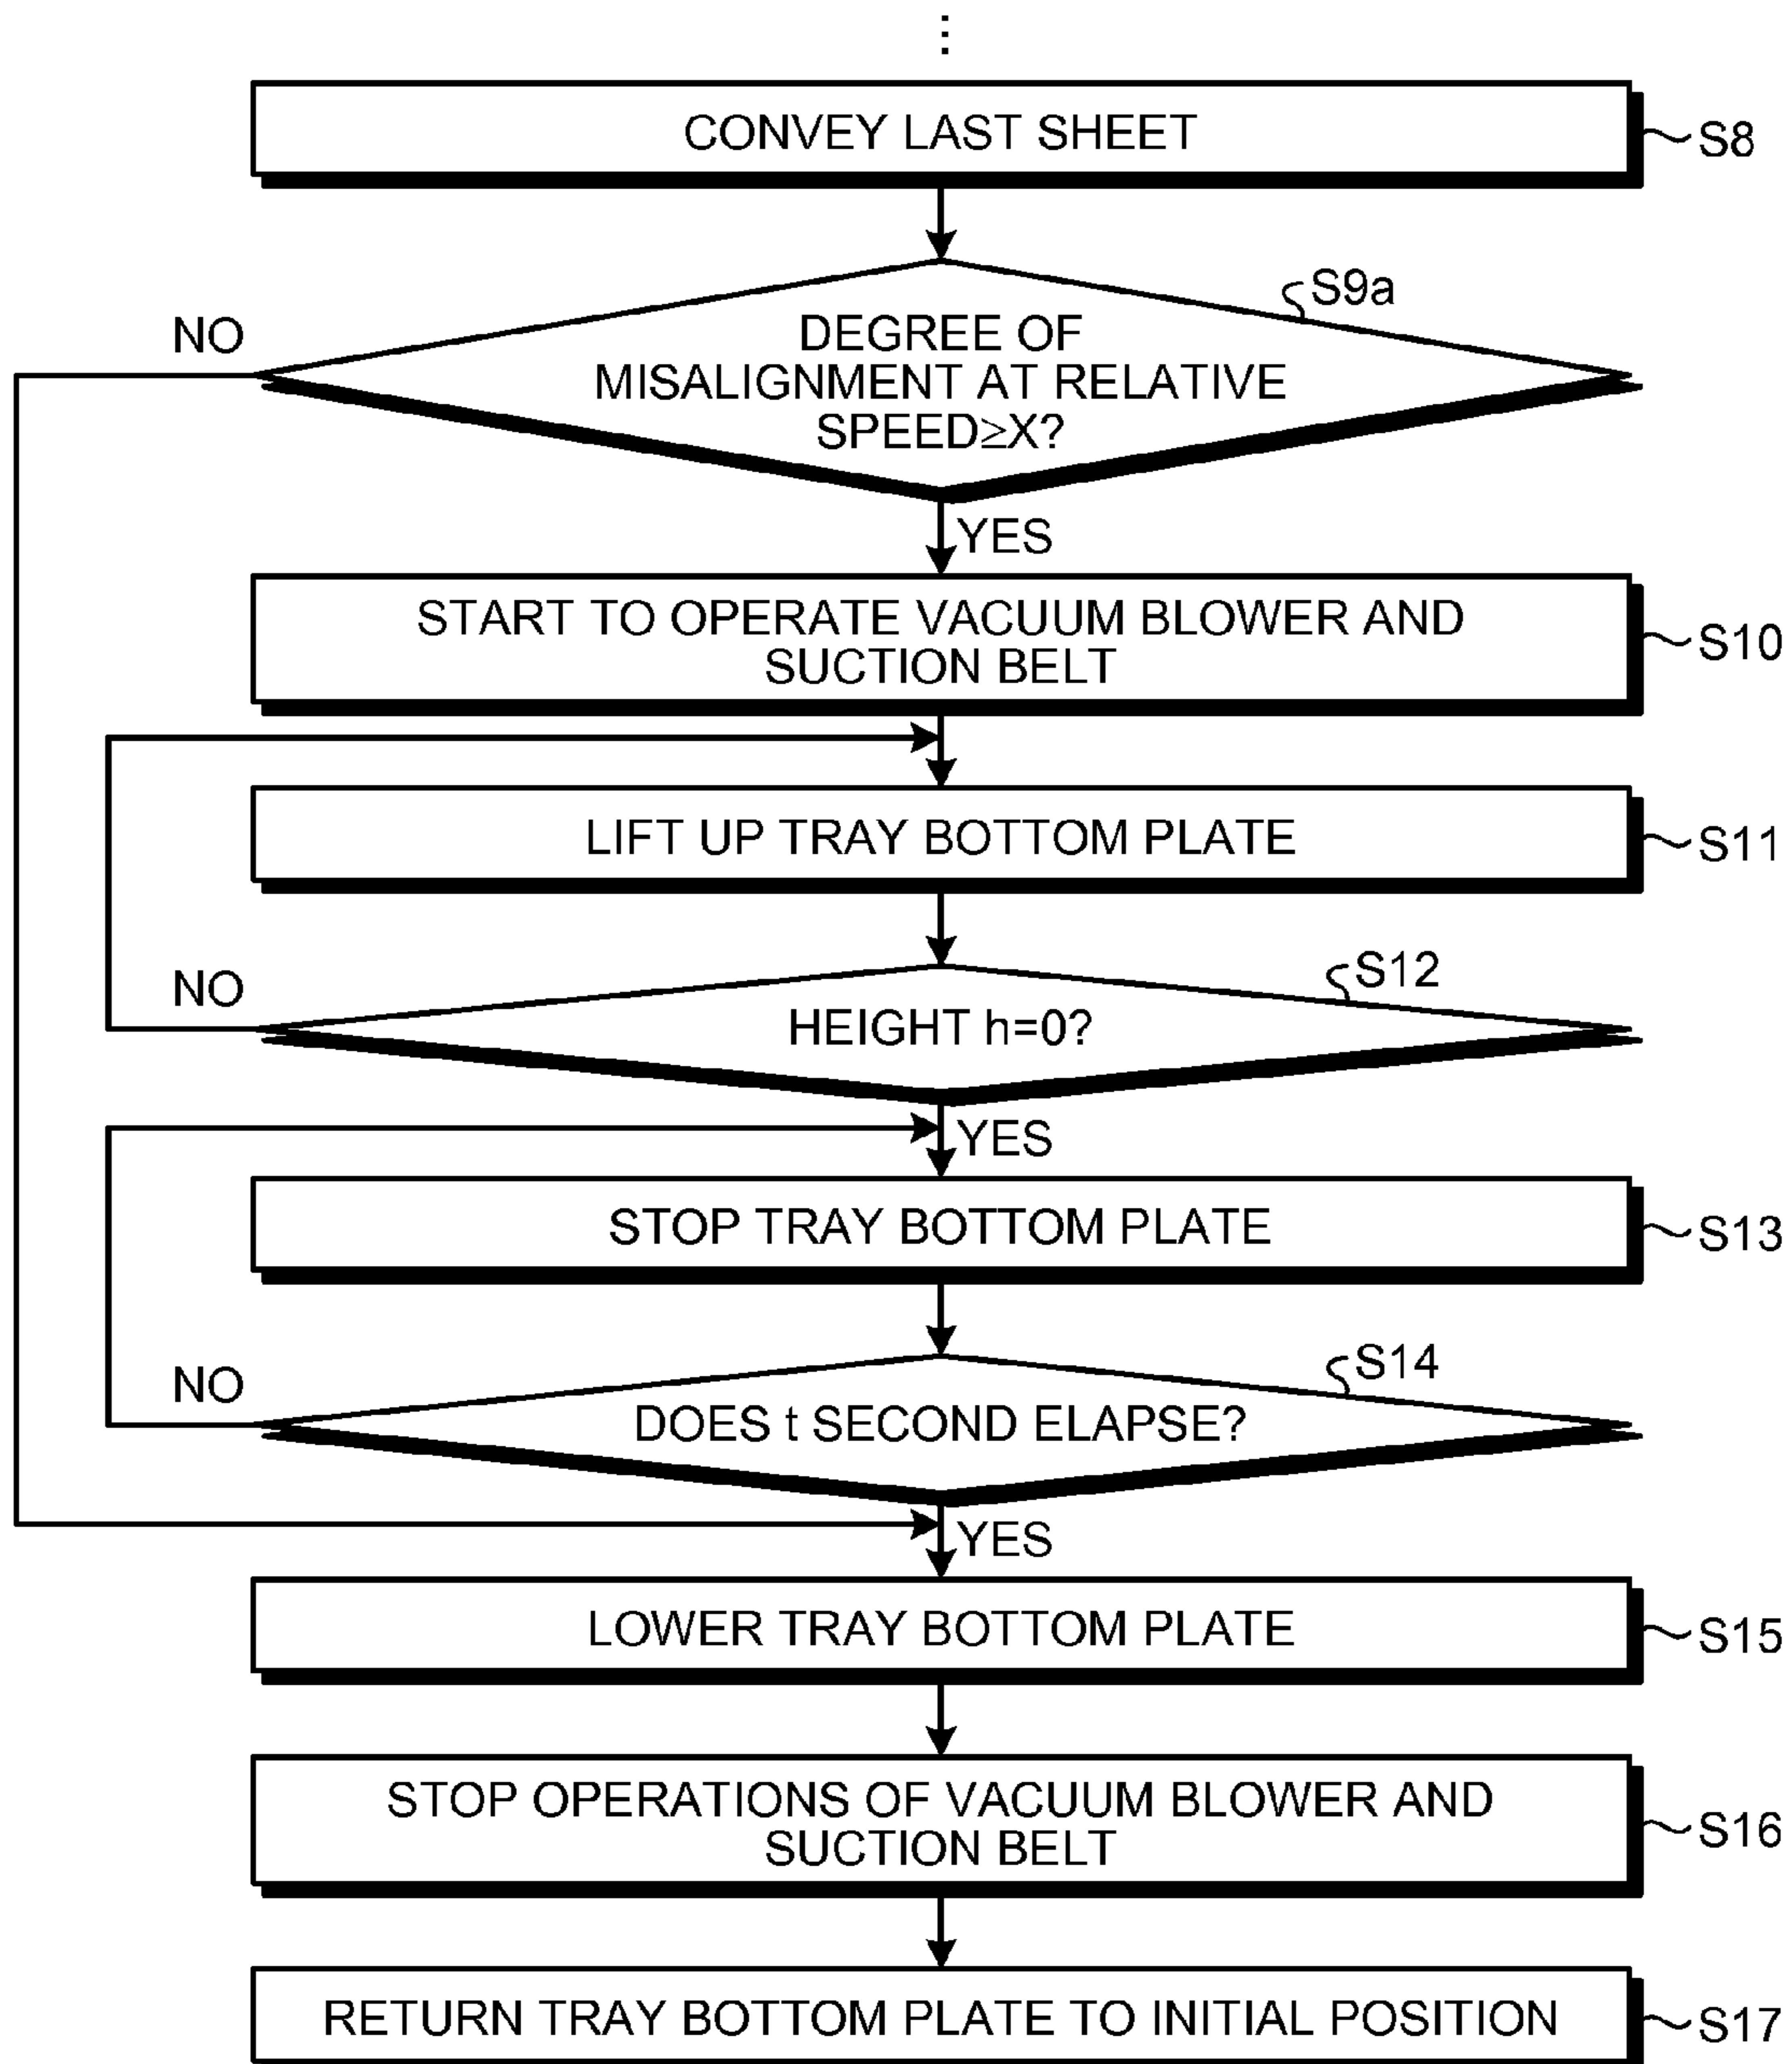 ⋮
CONVEY LAST SHEET
S8
S9a
NO
DEGREE OF
MISALIGNMENT AT RELATIVE
SPEED≥X?
YES
START TO OPERATE VACUUM BLOWER AND
SUCTION BELT
S10
LIFT UP TRAY BOTTOM PLATE
S11
S12
NO
HEIGHT h=0?
YES
STOP TRAY BOTTOM PLATE
S13
S14
NO
DOES t SECOND ELAPSE?
YES
LOWER TRAY BOTTOM PLATE
S15
STOP OPERATIONS OF VACUUM BLOWER AND
SUCTION BELT
S16
RETURN TRAY BOTTOM PLATE TO INITIAL POSITION
S17